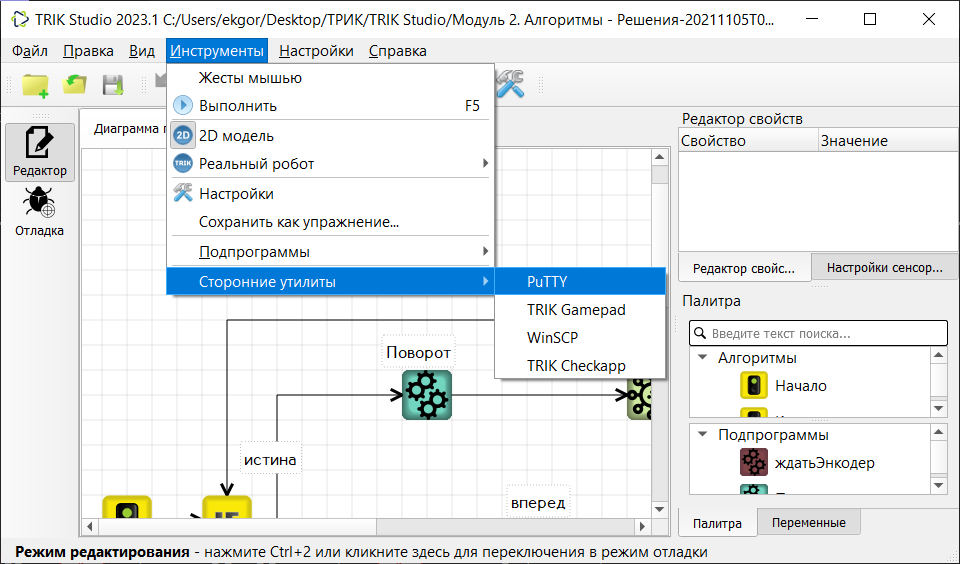 TRIK Studio 2023.1 C:/Users/ekgor/Desktop/ТРИК/TRIK Studio/Модуль 2. Алгоритмы - Решения-20211105T0...
Файл Правка Вид Инструменты Настройки Справка
Жесты мышью
Выполнить F5
2D модель
Реальный робот
Настройки
Сохранить как упражнение...
Подпрограммы
Сторонние утилиты
PuTTY
TRIK Gamepad
WinSCP
TRIK Checkapp
Редактор
Отладка
Диаграмма
Поворот
истина
вперед
IF
Редактор свойств
Свойство Значение
Редактор свойс... Настройки сенсор...
Палитра
Введите текст поиска...
Алгоритмы
Начало
Подпрограммы
ждатьЭнкодер
Палитра Переменные
Режим редактирования - нажмите Ctrl+2 или кликните здесь для переключения в режим отладки